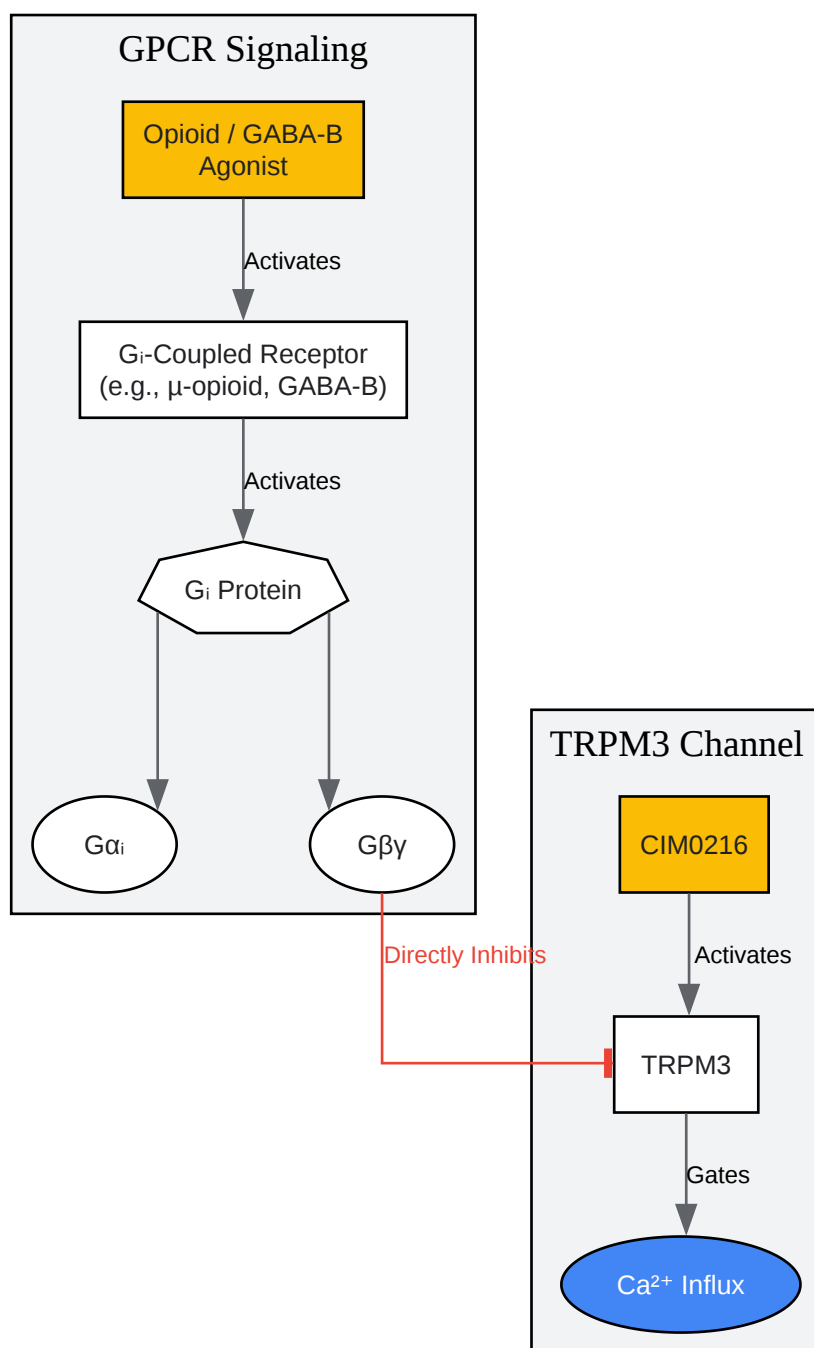 GPCR Signaling
Opioid / GABA-B
Agonist
Activates
Gᵢ-Coupled Receptor
(e.g., μ-opioid, GABA-B)
Activates
Gᵢ Protein
Gαᵢ
Gβγ
Directly Inhibits
TRPM3 Channel
CIM0216
Activates
TRPM3
Gates
Ca²⁺ Influx